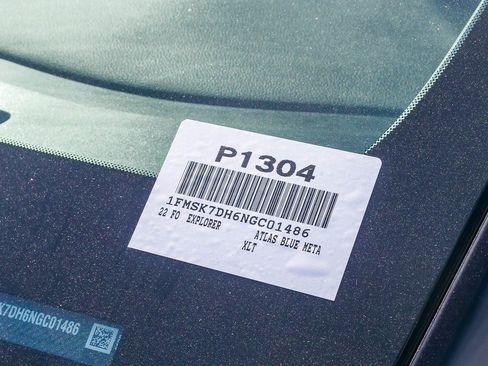 P1304
1FMSK7DH6NGC01486
22 FO EXPLORER ATLAS BLUE META
XLT
K7DH6NGC01486